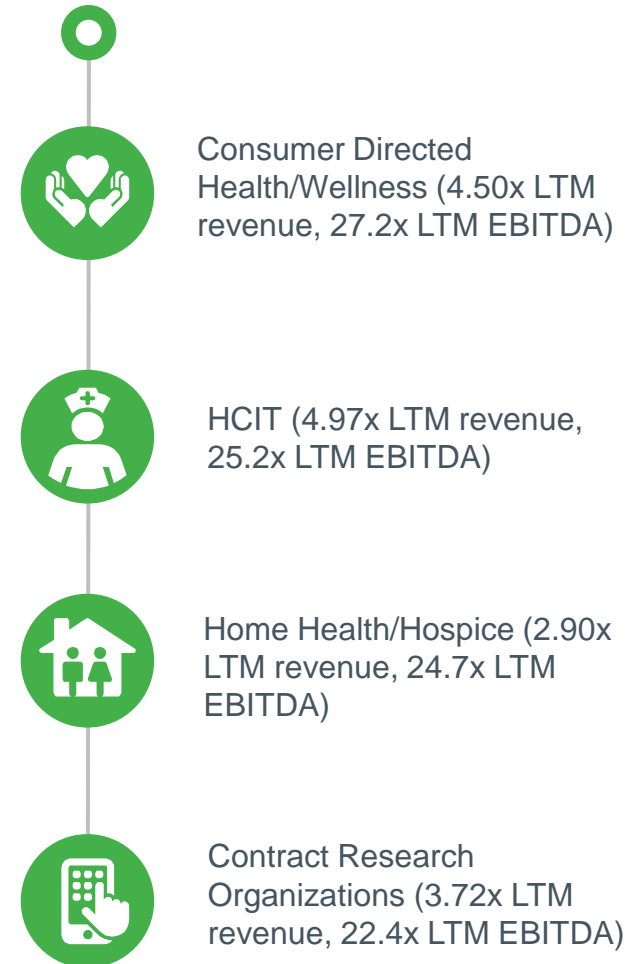 Consumer Directed
Health/Wellness (4.50x LTM
revenue, 27.2x LTM EBITDA)
HCIT (4.97x LTM revenue,
25.2x LTM EBITDA)
Home Health/Hospice (2.90x
LTM revenue, 24.7x LTM
EBITDA)
Contract Research
Organizations (3.72x LTM
revenue, 22.4x LTM EBITDA)